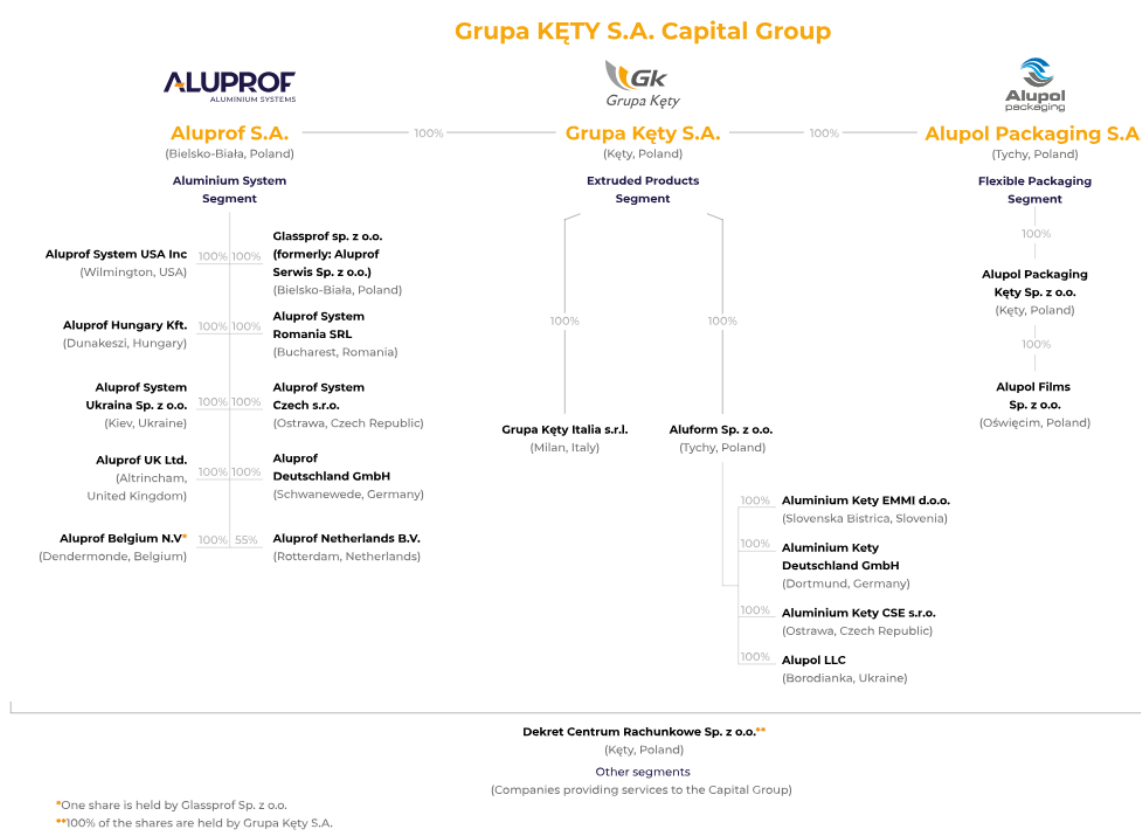 Grupa KĘTY S.A. Capital Group
ALUPROF
ALUMINIUM SYSTEMS
Gk
Grupa Kęty
Alupol
packaging
Aluprof S.A.
100%
Grupa Kęty S.A.
100%
Alupol Packaging S.A.
(Bielsko-Biała, Poland)
(Kęty, Poland)
(Tychy, Poland)
Aluminium System
Segment
Extruded Products
Segment
Flexible Packaging
Segment
Aluprof System USA Inc
(Wilmington, USA)
100% 100%
Glassprof sp. z o.o.
(formerly: Aluprof
Serwis Sp. z o.o.)
(Bielsko-Biała, Poland)
Aluprof Hungary Kft.
(Dunakeszi, Hungary)
100% 100%
Aluprof System
Romania SRL
(Bucharest, Romania)
Aluprof System
Ukraina Sp. z o.o.
(Kiev, Ukraine)
100% 100%
Aluprof System
Czech s.r.o.
(Ostrawa, Czech Republic)
Aluprof UK Ltd.
(Altrincham,
United Kingdom)
100% 100%
Aluprof
Deutschland GmbH
(Schwanewede, Germany)
Aluprof Belgium N.V*
(Dendermonde, Belgium)
100% 55%
Aluprof Netherlands B.V.
(Rotterdam, Netherlands)
100%
Grupa Kęty Italia s.r.l.
(Milan, Italy)
100%
Aluform Sp. z o.o.
(Tychy, Poland)
100%
Aluminium Kety EMMI d.o.o.
(Slovenska Bistrica, Slovenia)
100%
Aluminium Kety
Deutschland GmbH
(Dortmund, Germany)
100%
Aluminium Kety CSE s.r.o.
(Ostrawa, Czech Republic)
100%
Alupol LLC
(Borodianka, Ukraine)
100%
Alupol Packaging
Kęty Sp. z o.o.
(Kęty, Poland)
100%
Alupol Films
Sp. z o.o.
(Oświęcim, Poland)
Dekret Centrum Rachunkowe Sp. z o.o.**
(Kęty, Poland)
Other segments
(Companies providing services to the Capital Group)
*One share is held by Glassprof Sp. z o.o.
**100% of the shares are held by Grupa Kęty S.A.